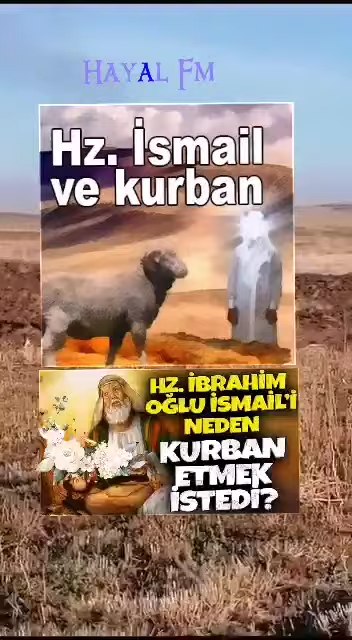 HAYAL FM
Hz. İsmail
ve kurban
HZ. İBRAHİM
OĞLU İSMAİL'İ
NEDEN
KURBAN
ETMEK
İSTEDİ?